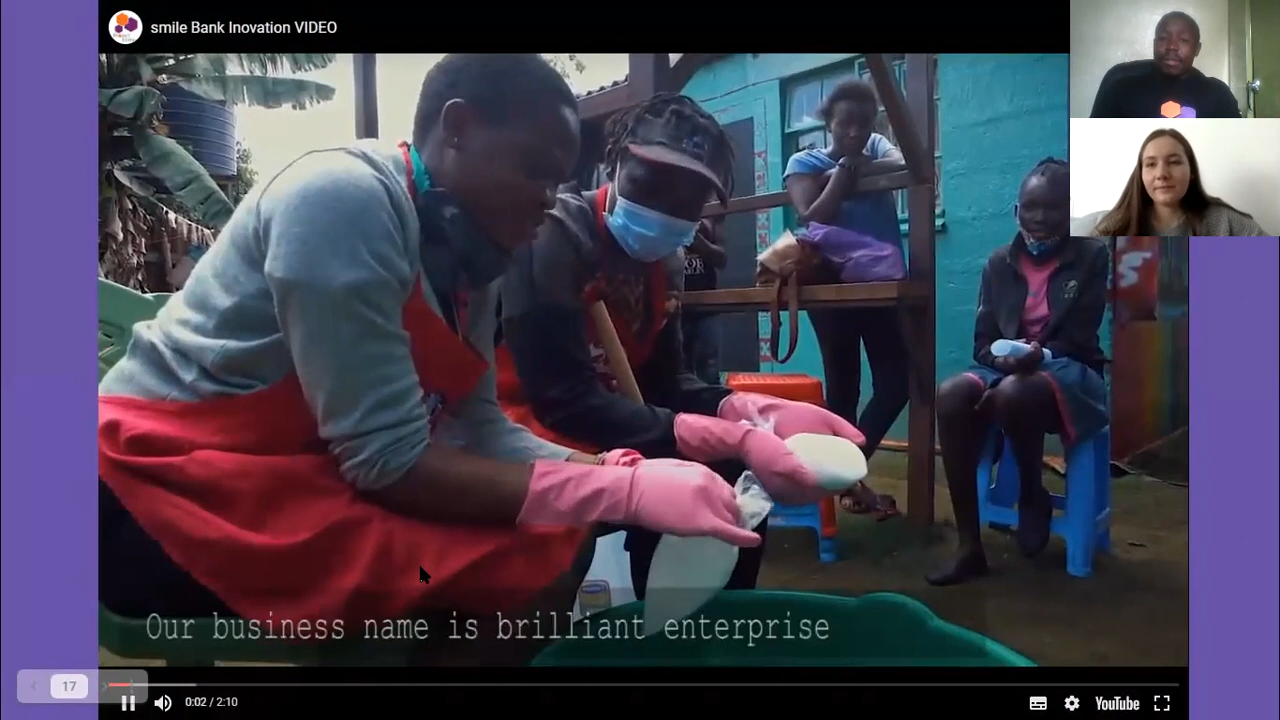 smile Bank Inovation VIDEO
Our business name is brilliant enterprise
17
0:02 / 2:10
YouTube